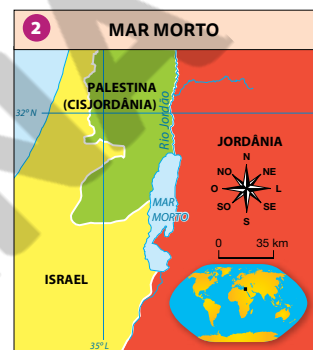 2
MAR MORTO
PALESTINA
(CISJORDÂNIA)
32° N
Rio Jordão
JORDÂNIA
N
NO NE
O L
SO SE
S
MAR
MORTO
0 35 km
ISRAEL
35° L